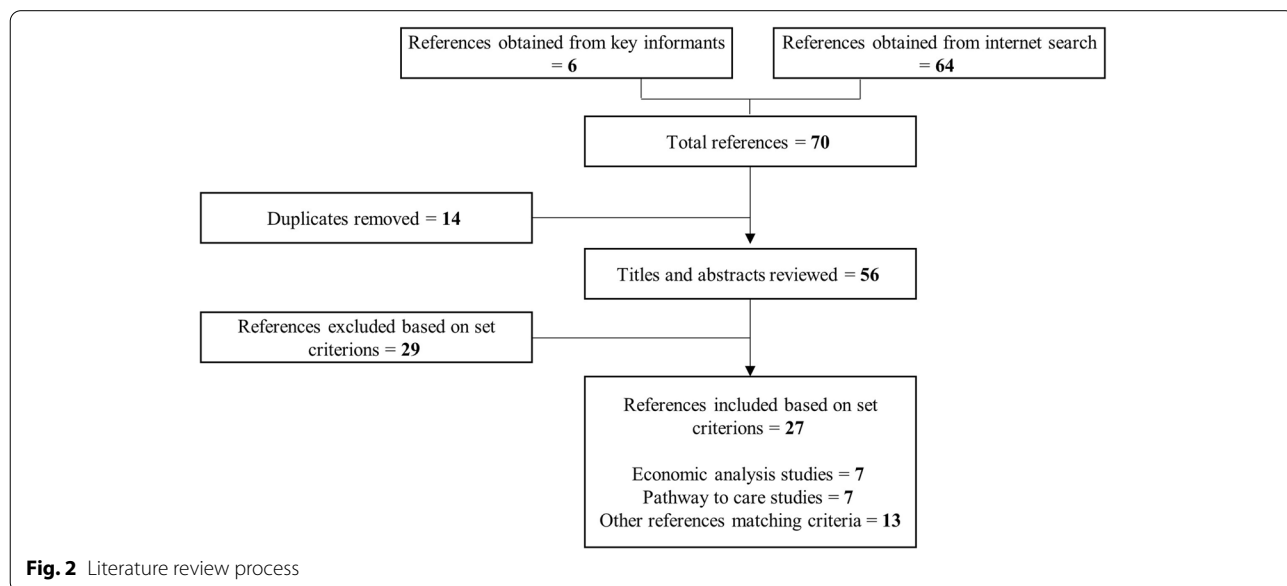 References obtained from key informants
= 6
References obtained from internet search
= 64
Total references = 70
Duplicates removed = 14
Titles and abstracts reviewed = 56
References excluded based on set
criterions = 29
References included based on set
criterions = 27
Economic analysis studies = 7
Pathway to care studies = 7
Other references matching criteria = 13
Fig. 2 Literature review process